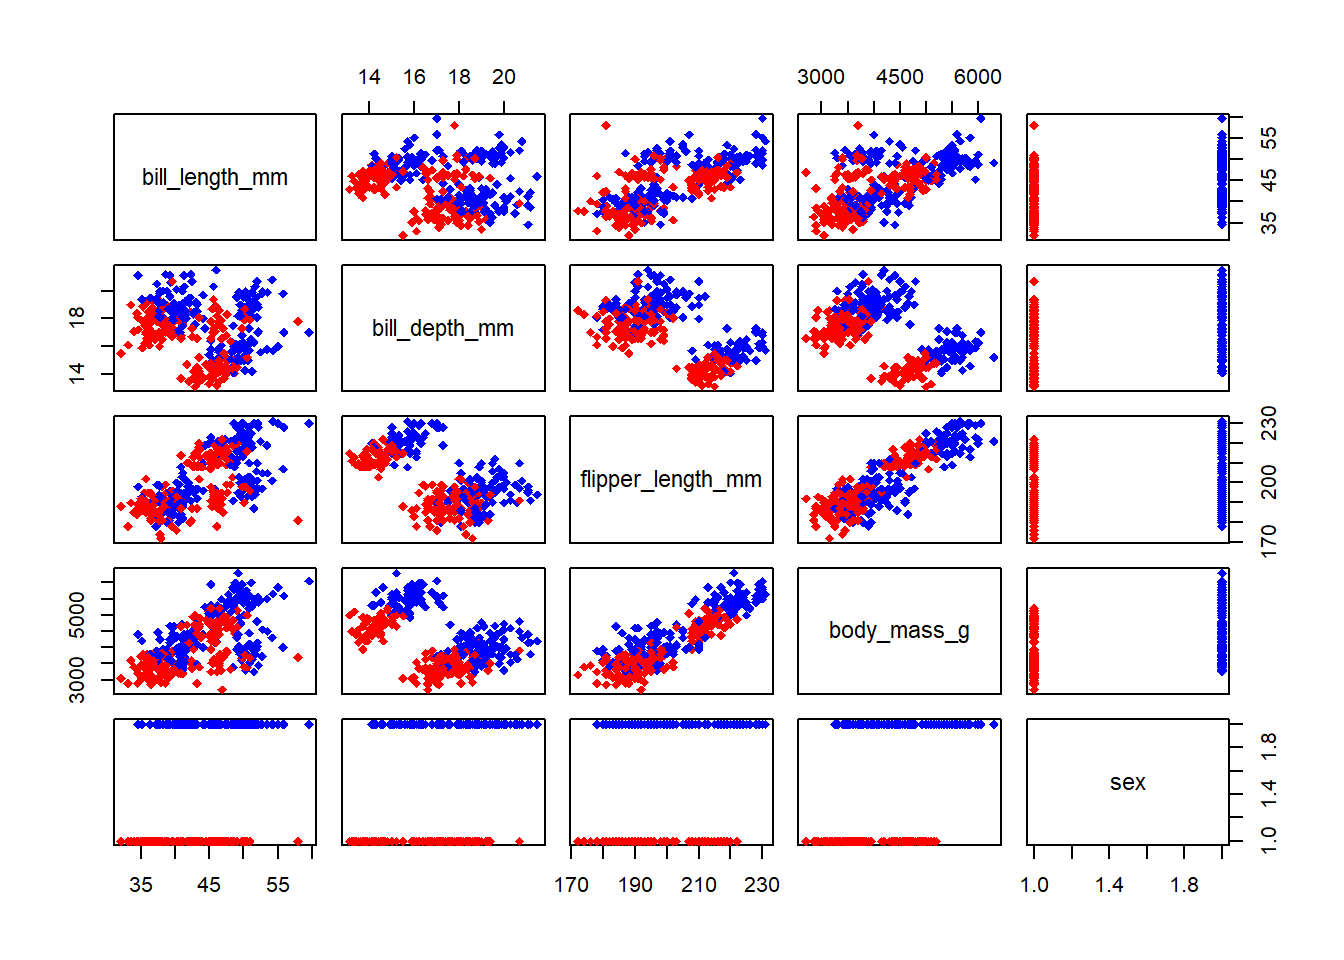 14 16 18 20 3000 4500 6000
bill_length_mm
35 45 55
bill_depth_mm
14 18
flipper_length_mm
170 200 230
body_mass_g
3000 5000
sex
1.0 1.4 1.8
35 45 55 170 190 210 230 1.0 1.4 1.8